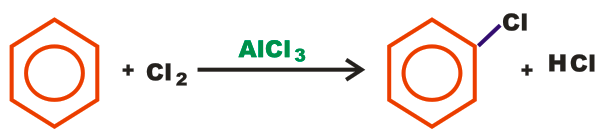 + Cl2 AlCl3 Cl + HCl